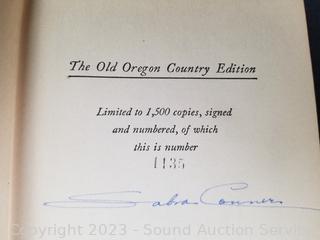 The Old Oregon Country Edition
Limited to 1,500 copies, signed
and numbered, of which
this is number
1135
Sabra Conner
Copyright 2023 - Sound Auction Service